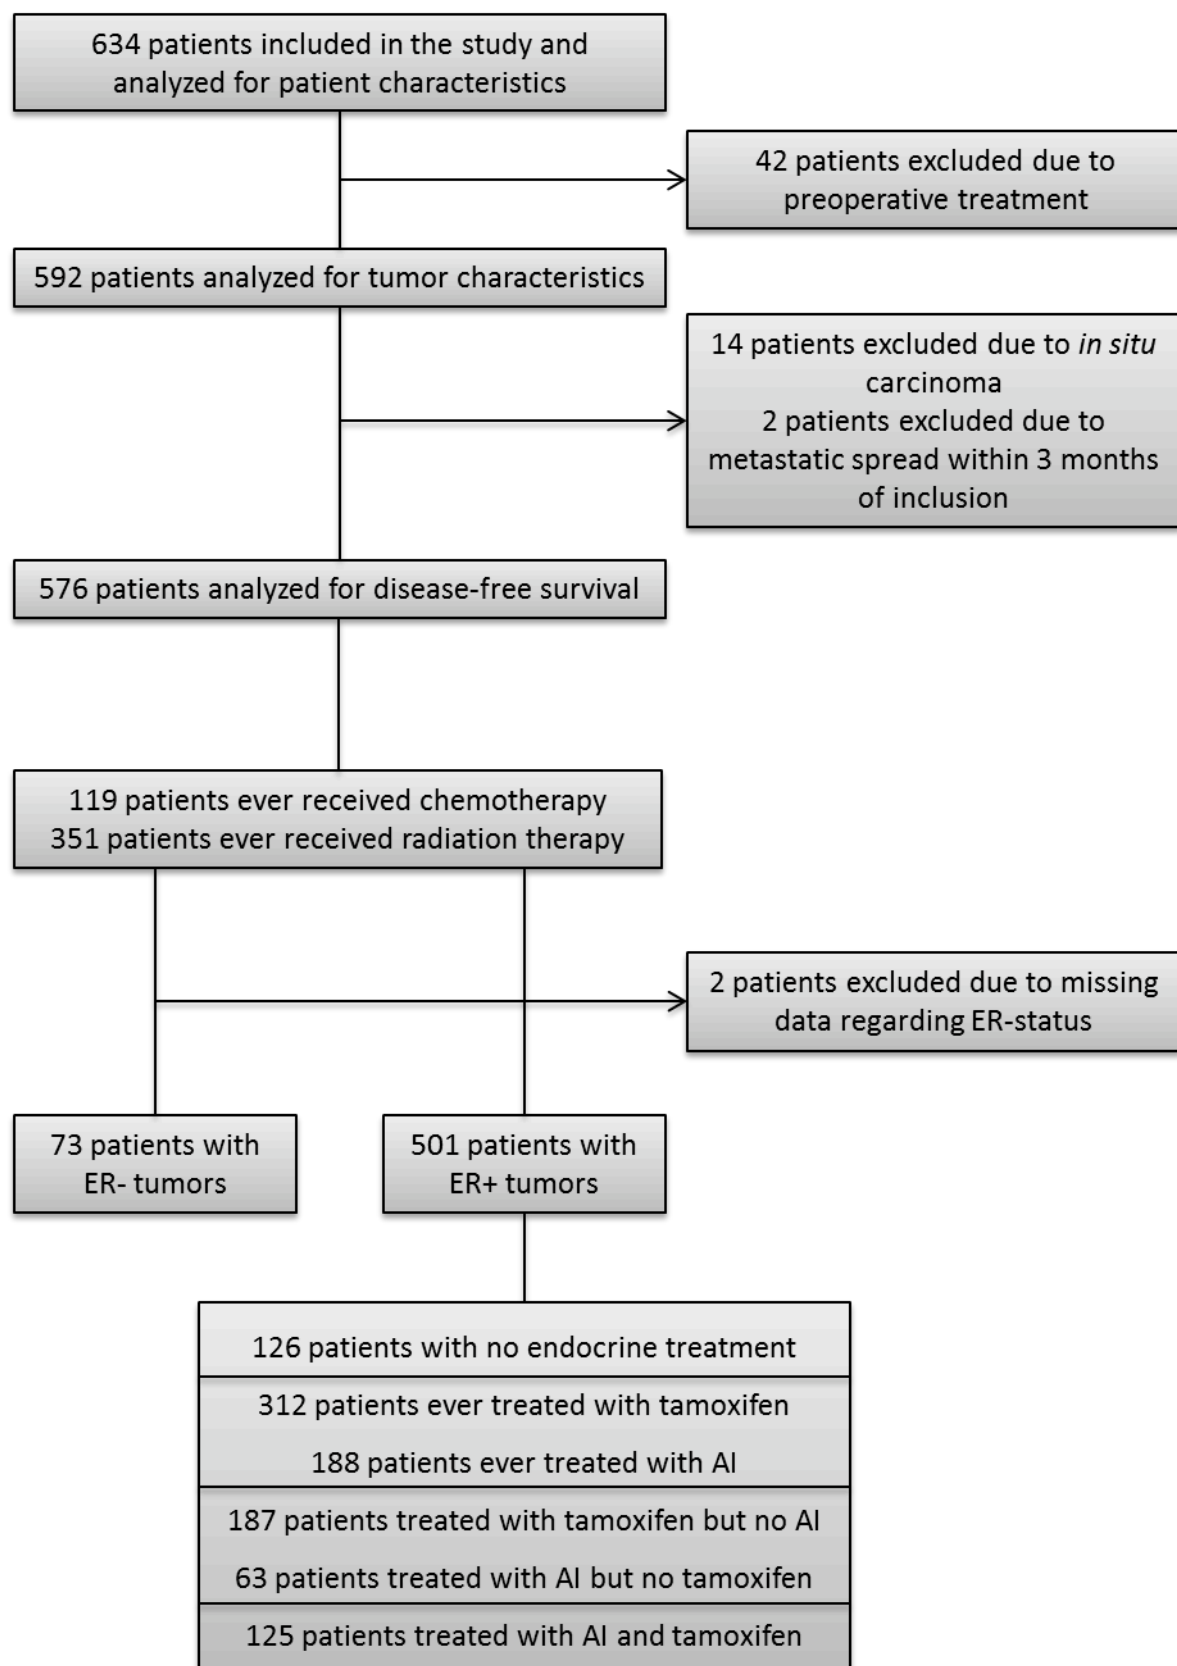 634 patients included in the study and
analyzed for patient characteristics
42 patients excluded due to
preoperative treatment
592 patients analyzed for tumor characteristics
14 patients excluded due to in situ
carcinoma
2 patients excluded due to
metastatic spread within 3 months
of inclusion
576 patients analyzed for disease-free survival
119 patients ever received chemotherapy
351 patients ever received radiation therapy
2 patients excluded due to missing
data regarding ER-status
73 patients with
ER- tumors
501 patients with
ER+ tumors
126 patients with no endocrine treatment
312 patients ever treated with tamoxifen
188 patients ever treated with AI
187 patients treated with tamoxifen but no AI
63 patients treated with AI but no tamoxifen
125 patients treated with AI and tamoxifen